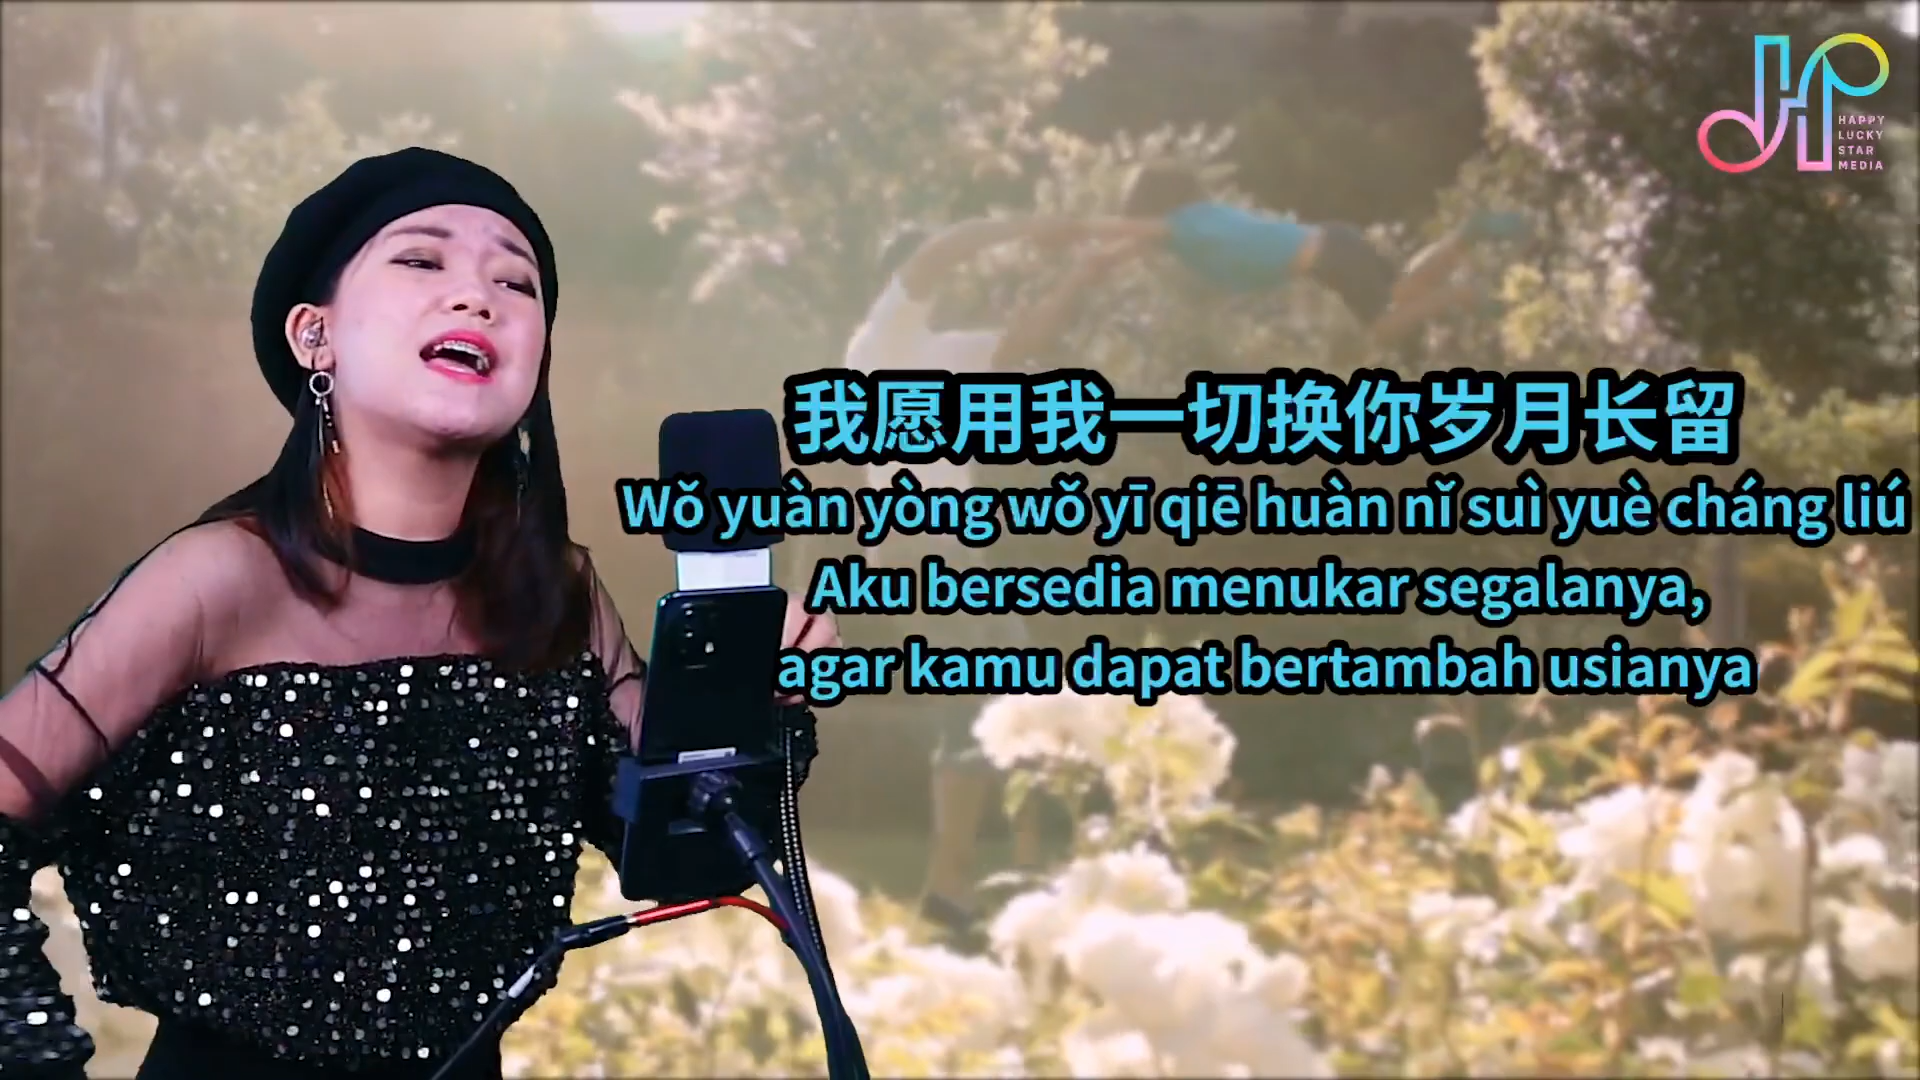 HAPPY
LUCKY
STAR
MEDIA
我愿用我一切换你岁月长留
Wǒ yuàn yòng wǒ yī qiē huàn nǐ suì yuè cháng liú
Aku bersedia menukar segalanya,
agar kamu dapat bertambah usianya